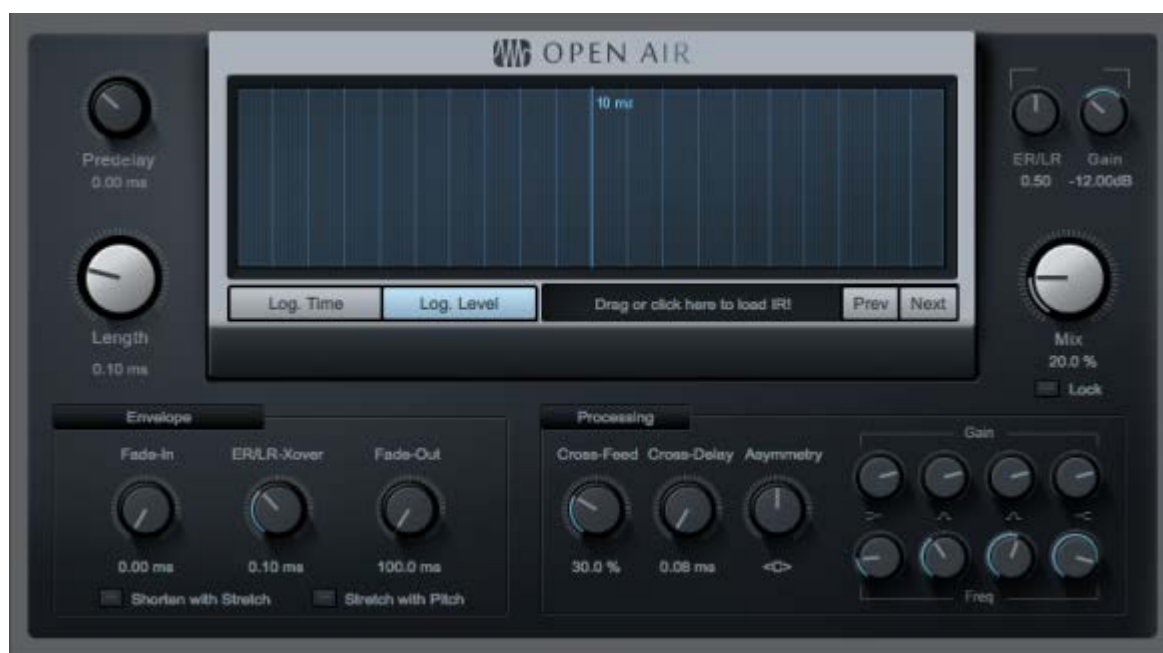 OPEN AIR
10 ms
Predelay
0.00 ms
ER/LR Gain
0.50 -12.00dB
Length
0.10 ms
Log. Time Log. Level Drag or click here to load IR! Prev Next
Mix
20.0 %
Lock
Envelope
Fade-In ER/LR-Xover Fade-Out
0.00 ms 0.10 ms 100.0 ms
Shorten with Stretch Stretch with Pitch
Processing
Cross-Feed Cross-Delay Asymmetry
30.0 % 0.08 ms <C>
Gain
Freq